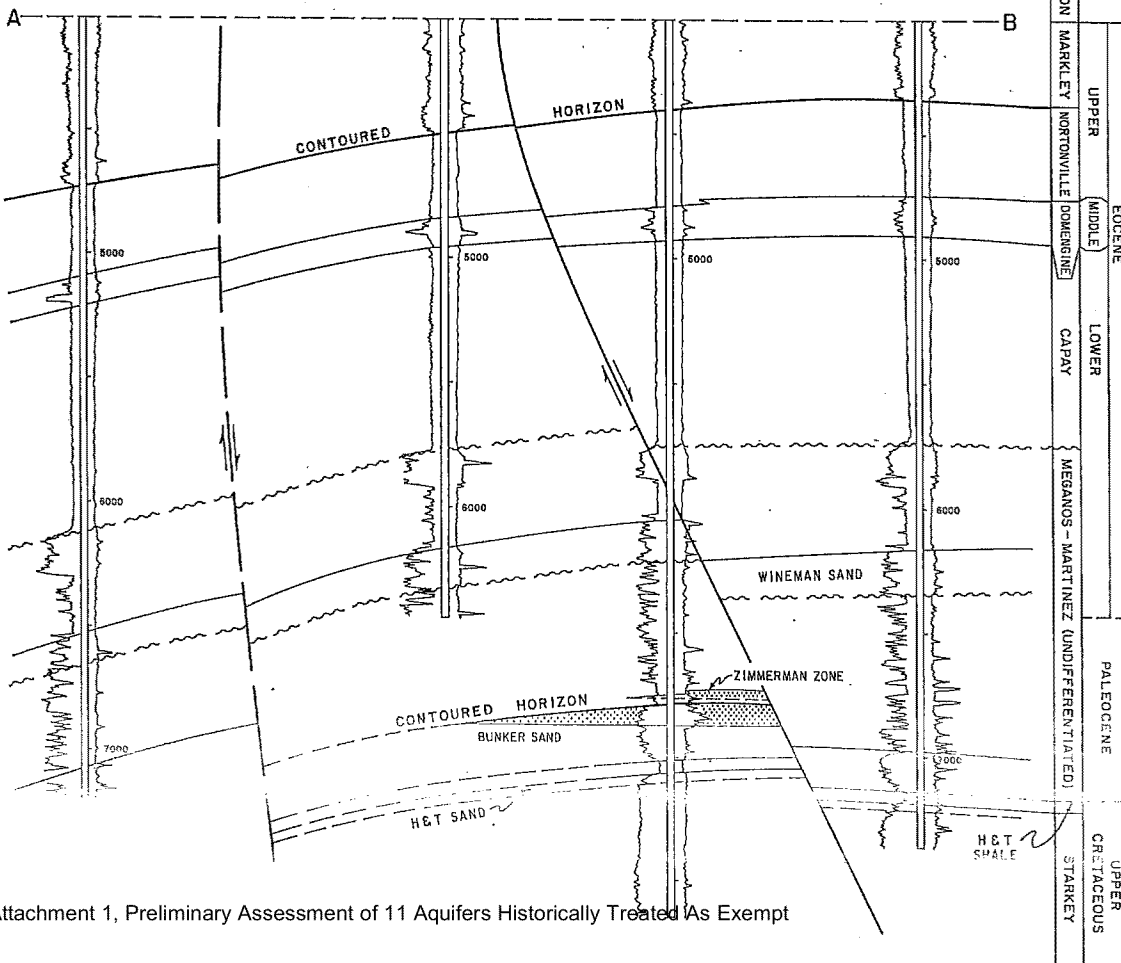 A
B
ON
MARKLEY
NORTONVILLE
DOMENGINE
CAPAY
MEGANOS - MARTINEZ (UNDIFFERENTIATED)
STARKEY
UPPER
MIDDLE
LOWER
EOCENE
PALEOCENE
UPPER
CRETACEOUS
CONTOURED HORIZON
5000
5000
5000
5000
6000
6000
6000
WINEMAN SAND
ZIMMERMAN ZONE
CONTOURED HORIZON
BUNKER SAND
7000
7000
H&T SAND
H&T
SHALE
Attachment 1, Preliminary Assessment of 11 Aquifers Historically Treated As Exempt